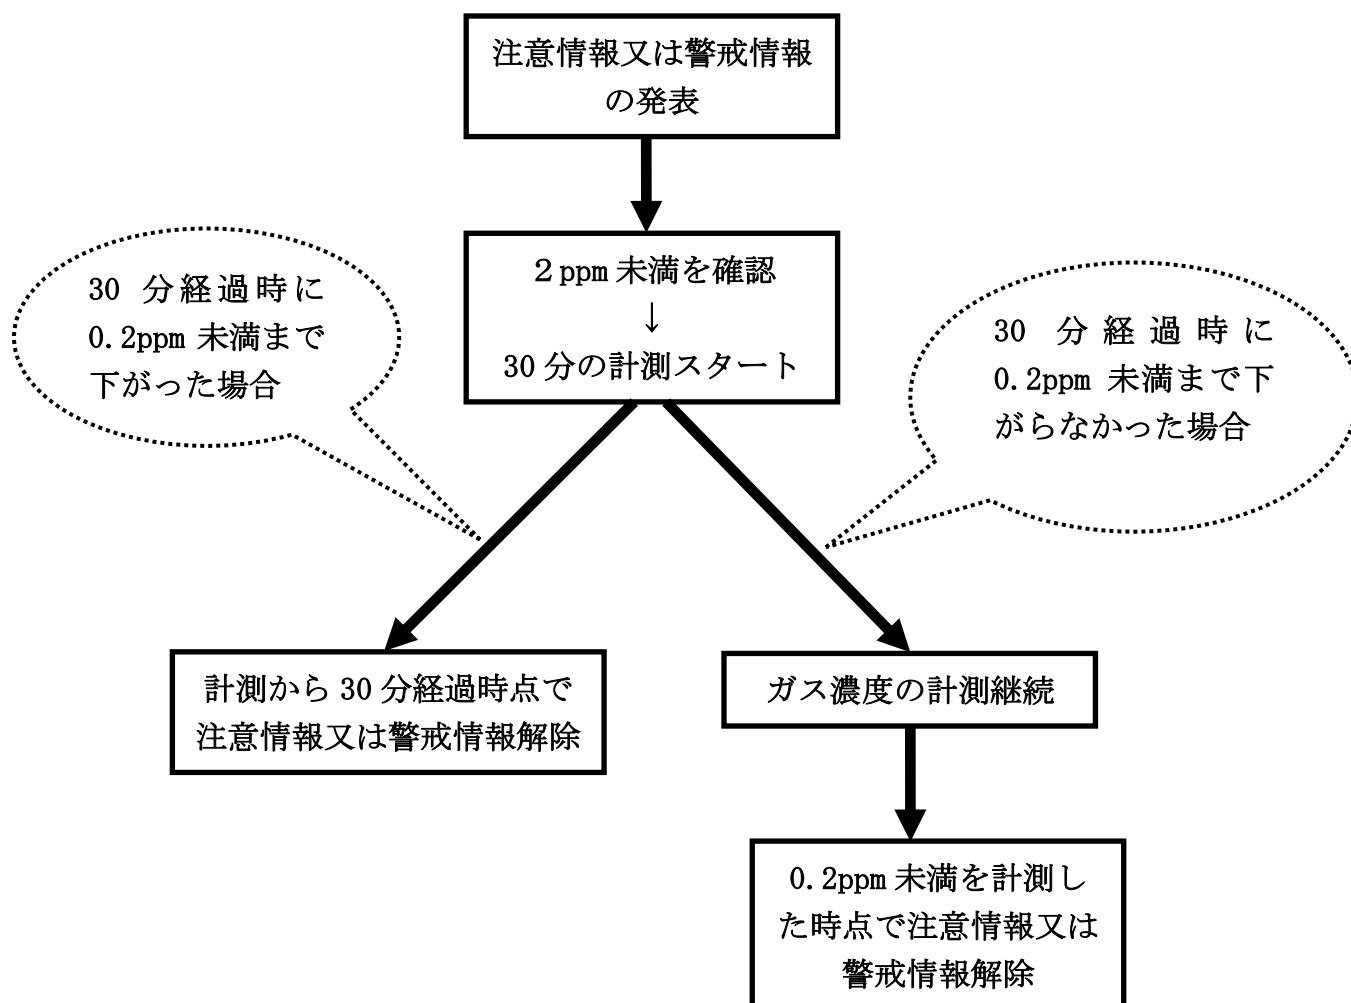 注意情報又は警戒情報
の発表
２ppm 未満を確認
↓
30 分の計測スタート
30 分経過時に
0.2ppm 未満まで
下がった場合
30 分経過時に
0.2ppm 未満まで下
がらなかった場合
計測から 30 分経過時点で
注意情報又は警戒情報解除
ガス濃度の計測継続
0.2ppm 未満を計測し
た時点で注意情報又は
警戒情報解除